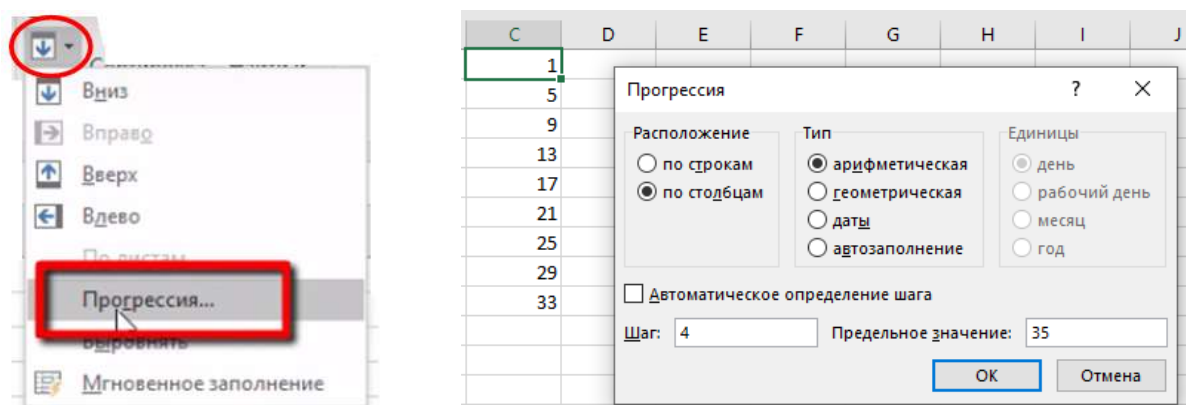 Вниз
Вправо
Вверх
Влево
По листам
Прогрессия...
Выровнять
Мгновенное заполнение
C D E F G H I J
1
5
9
13
17
21
25
29
33
Прогрессия ? ×
Расположение Тип Единицы
по строкам арифметическая день
по столбцам геометрическая рабочий день
даты месяц
автозаполнение год
Автоматическое определение шага
Шаг: 4 Предельное значение: 35
ОК Отмена